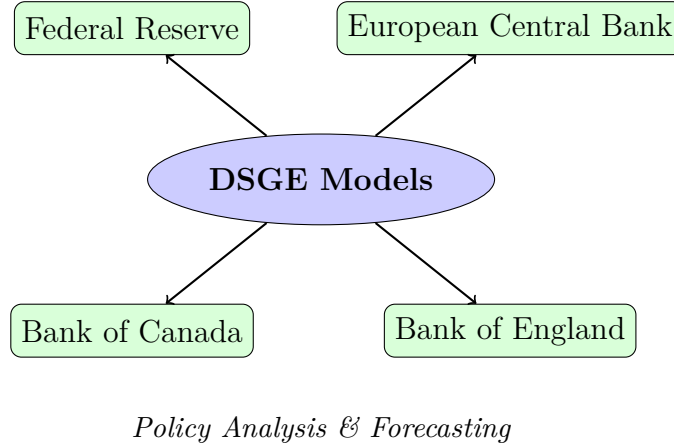 Federal Reserve
European Central Bank
DSGE Models
Bank of Canada
Bank of England
Policy Analysis & Forecasting